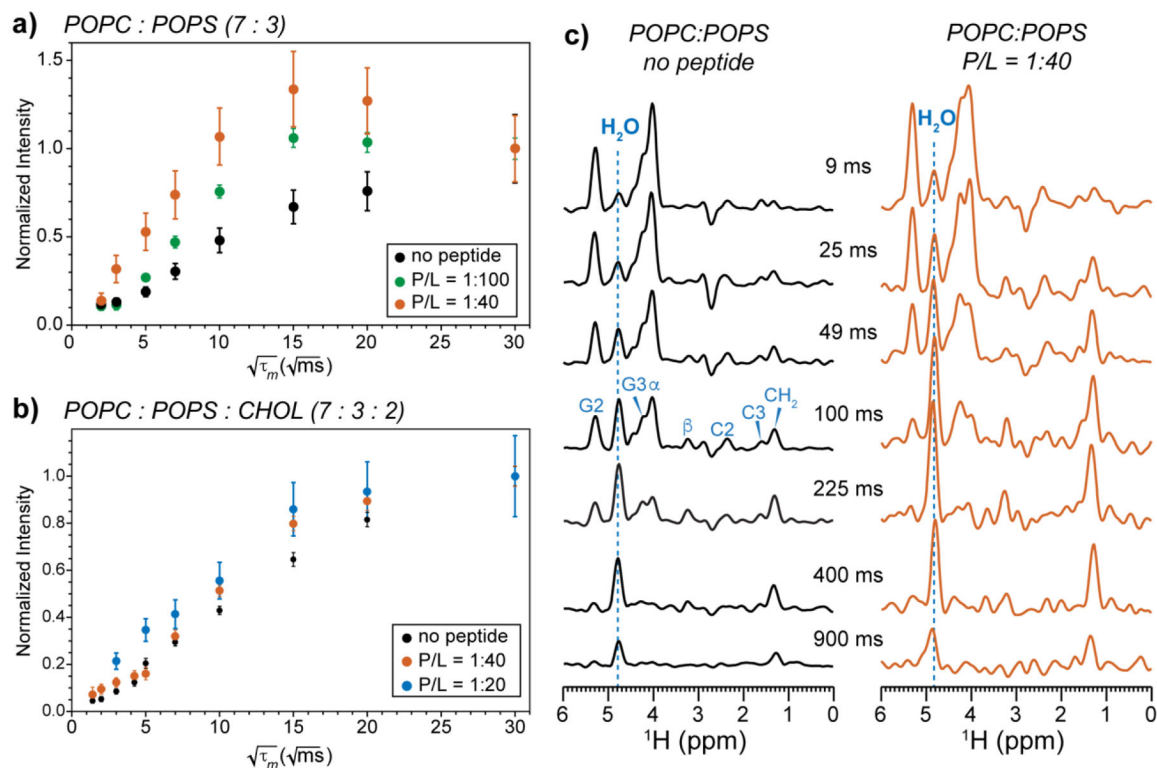 a) POPC : POPS (7 : 3)
1.5
1.0
0.5
0.0
Normalized Intensity
no peptide
P/L = 1:100
P/L = 1:40
0 5 10 15 20 25 30
√τm(√ms)
b) POPC : POPS : CHOL (7 : 3 : 2)
1.0
0.8
0.6
0.4
0.2
0.0
Normalized Intensity
no peptide
P/L = 1:40
P/L = 1:20
0 5 10 15 20 25 30
√τm(√ms)
c) POPC:POPS POPC:POPS
no peptide P/L = 1:40
H₂O H₂O
9 ms
25 ms
49 ms
G2 G3 α β C2 C3 CH₂
100 ms
225 ms
400 ms
900 ms
6 5 4 3 2 1 0 6 5 4 3 2 1 0
¹H (ppm) ¹H (ppm)